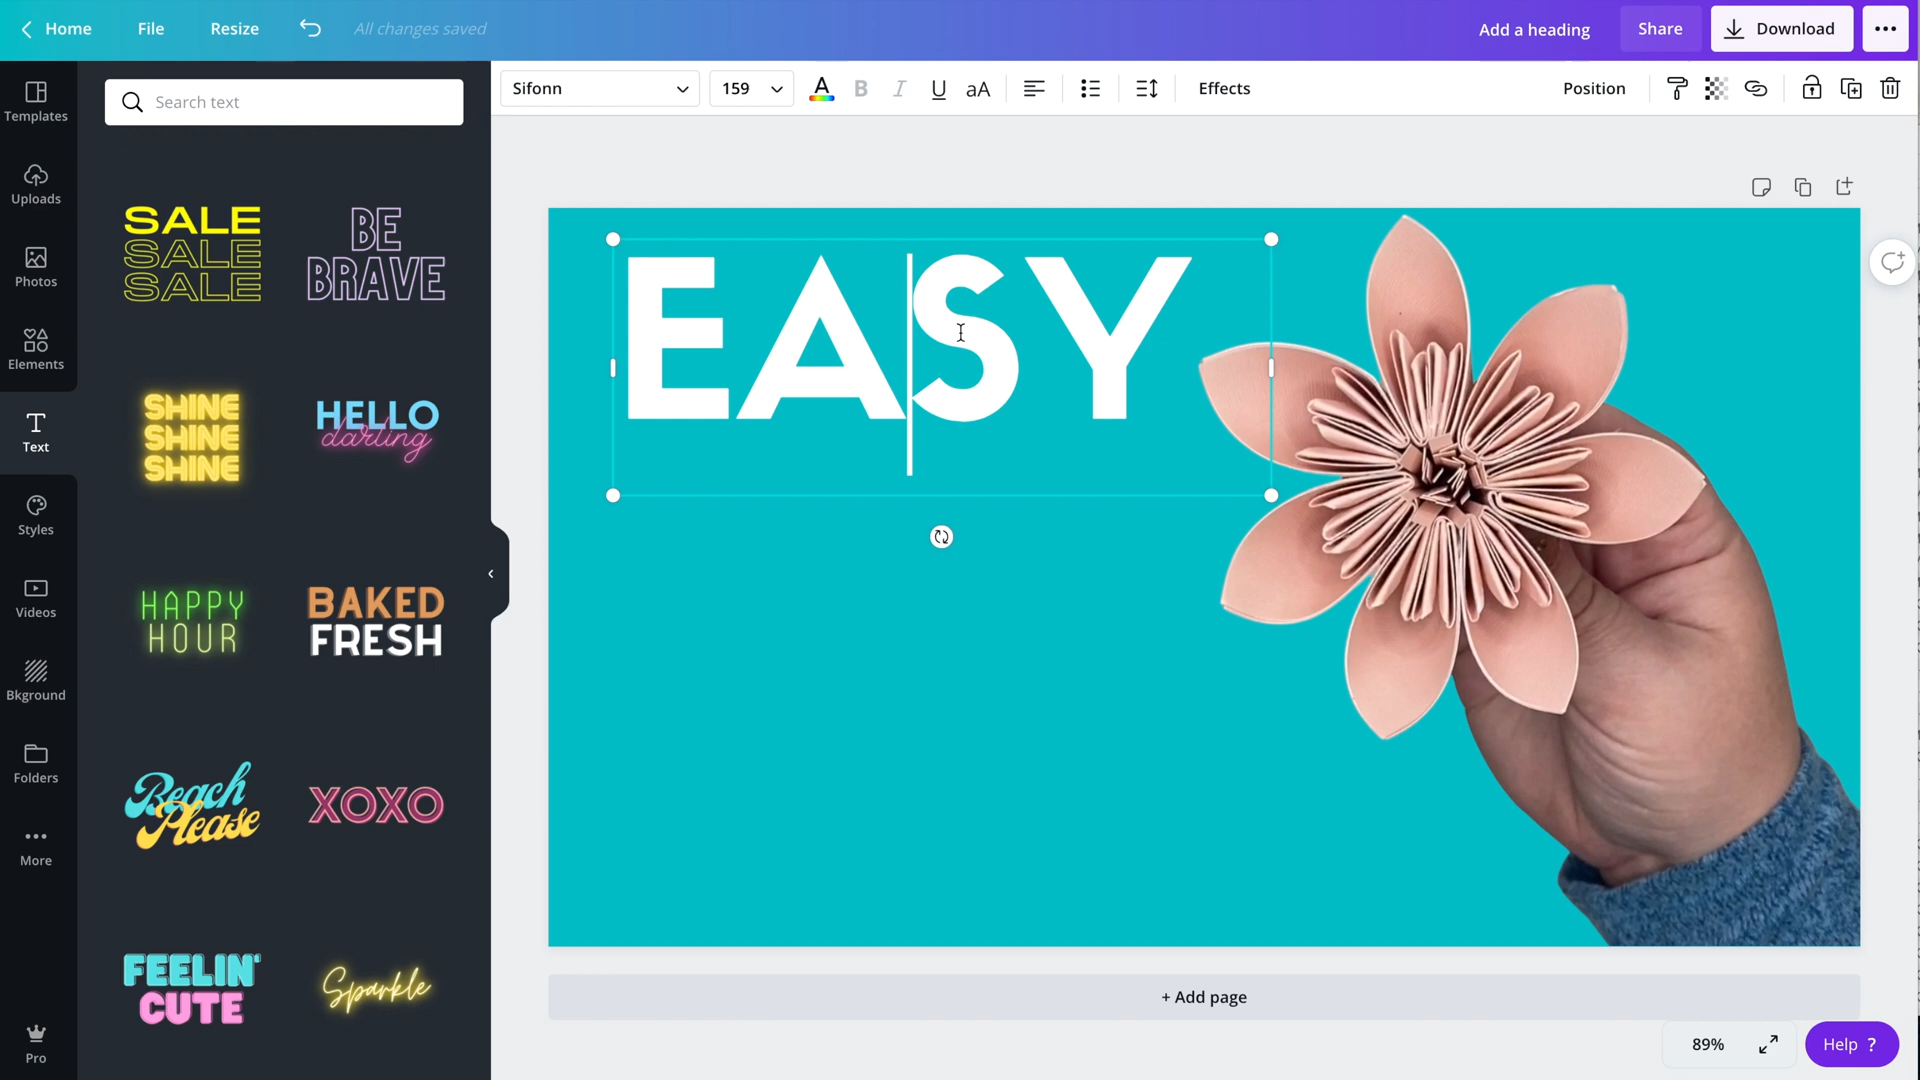 Home
File
Resize
All changes saved
Add a heading
Share
Download
Templates
Uploads
Photos
Elements
Text
Styles
Videos
Bkground
Folders
More
Pro
Search text
SALE
SALE
SALE
BE
BRAVE
SHINE
SHINE
SHINE
HELLO
darling
HAPPY
HOUR
BAKED
FRESH
Beach
Please
XOXO
FEELIN'
CUTE
Sparkle
Sifonn
159
A
B
I
U
aA
Effects
Position
EASY
+ Add page
89%
Help ?